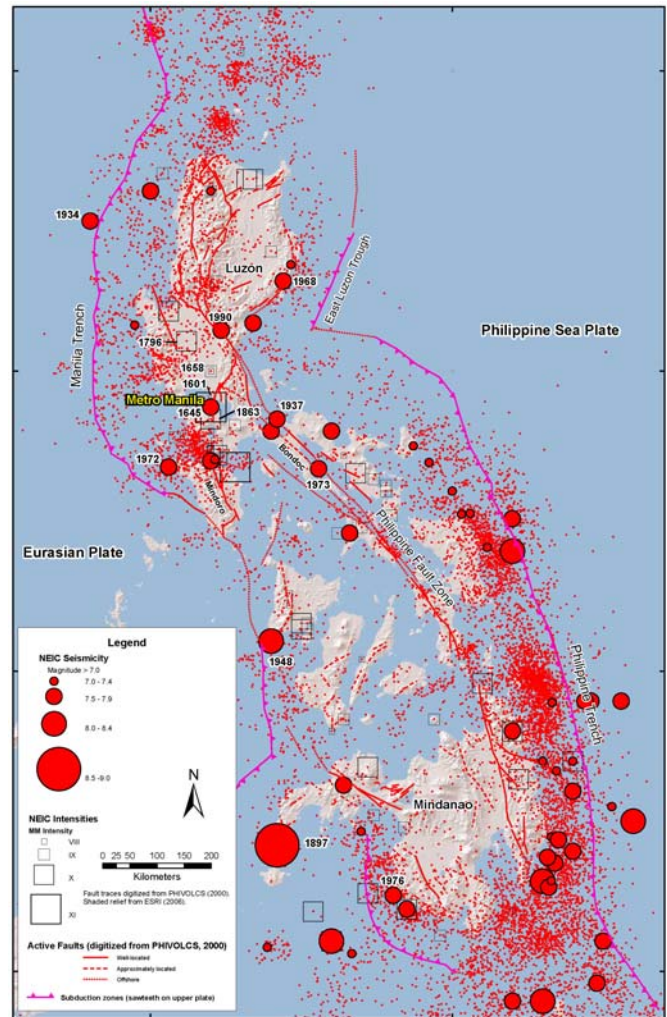 1934
Luzón
1968
East Luzon Trough
1990
Philippine Sea Plate
Manila Trench
1796
1658
1601
Metro Manila
1937
1645
1863
Bondoc
1972
1973
Mindoro
Philippine Fault Zone
Eurasian Plate
1948
Philippine Trench
Mindanao
1897
1976
Legend
NEIC Seismicity
Magnitude > 7.0
7.0 - 7.4
7.5 - 7.9
8.0 - 8.4
8.5 - 9.0
N
NEIC Intensities
MM Intensity
VIII
IX
X
XI
0 25 50 100 150 200
Kilometers
Fault traces digitized from PHIVOLCS (2000).
Shaded relief from ESRI (2006).
Active Faults (digitized from PHIVOLCS, 2000)
Well-located
Approximately located
Offshore
Subduction zones (sawteeth on upper plate)